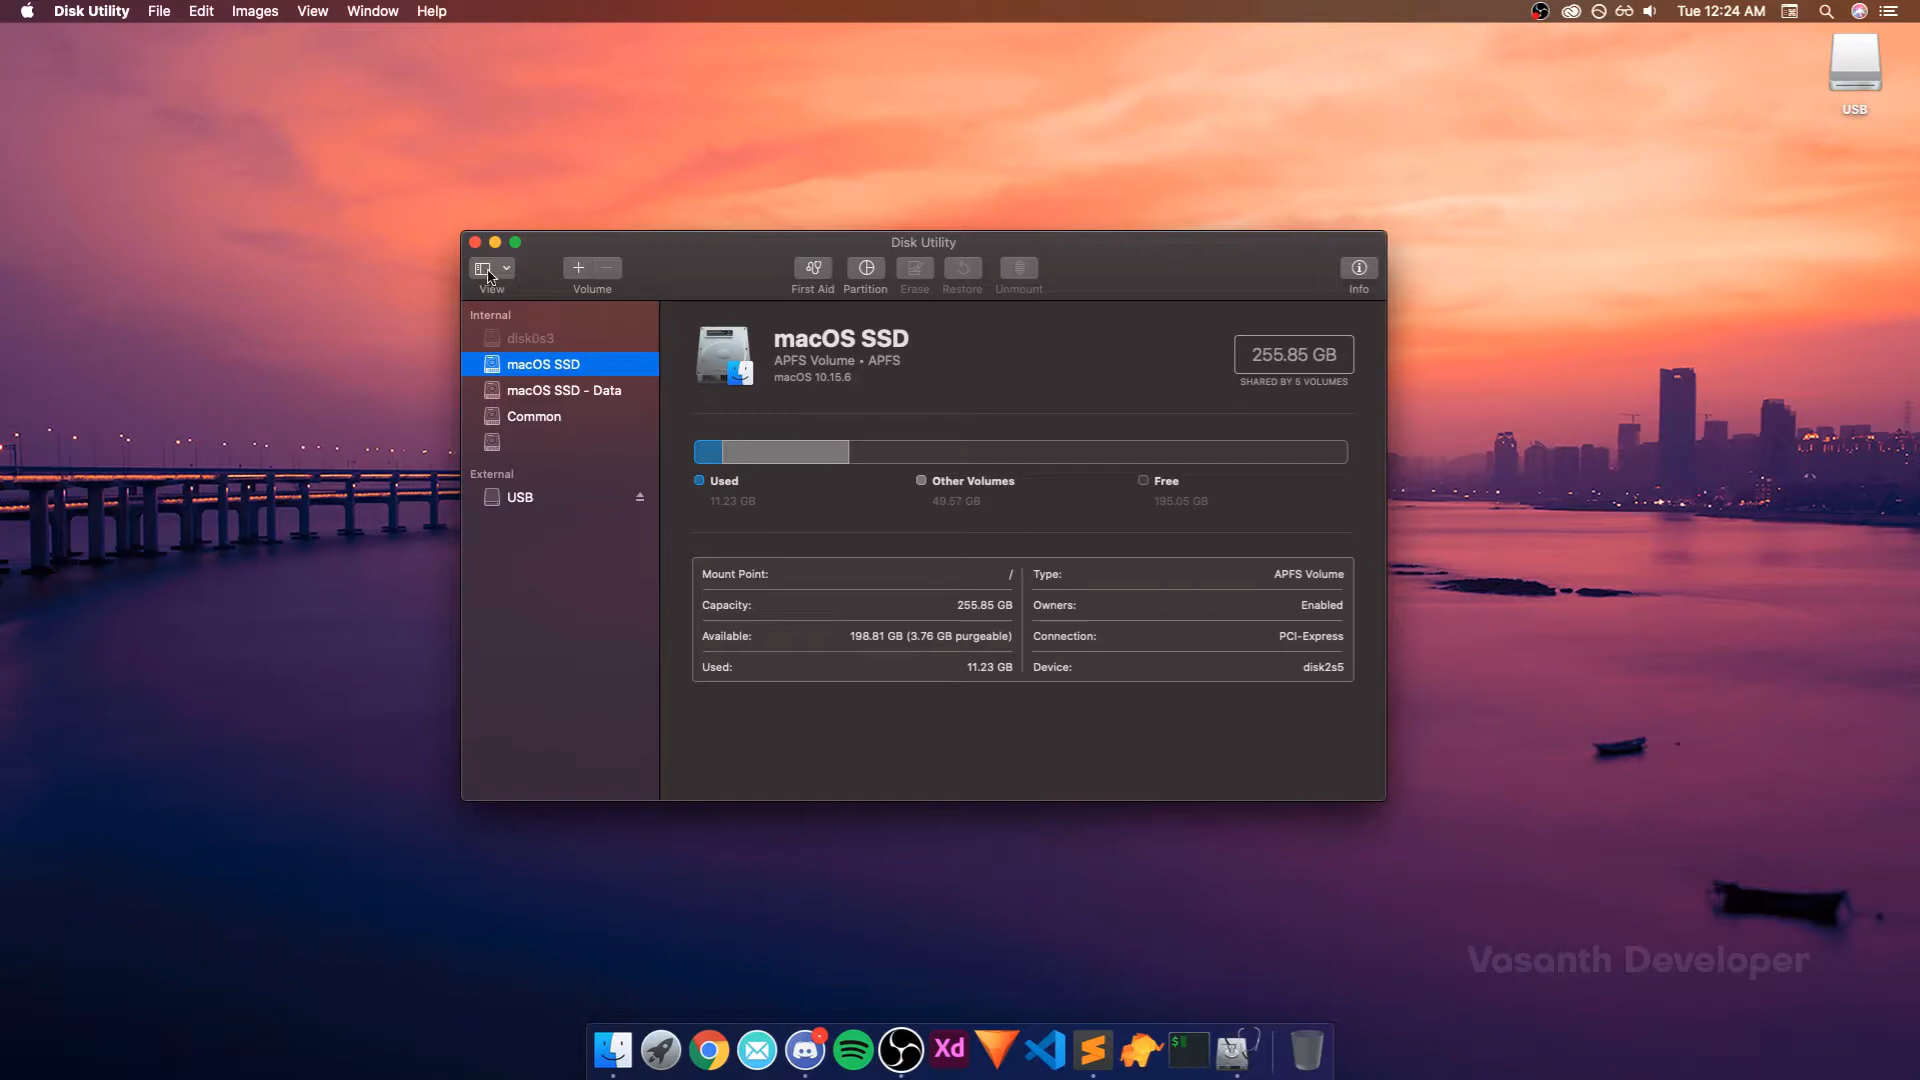 Disk Utility File Edit Images View Window Help
Tue 12:24 AM
USB
Disk Utility
View
Volume
First Aid
Partition
Erase
Restore
Unmount
Info
Internal
disk0s3
macOS SSD
macOS SSD - Data
Common
External
USB
macOS SSD
APFS Volume • APFS
macOS 10.15.6
255.85 GB
SHARED BY 5 VOLUMES
Used
11.23 GB
Other Volumes
49.57 GB
Free
195.05 GB
Mount Point: /
Capacity: 255.85 GB
Available: 198.81 GB (3.76 GB purgeable)
Used: 11.23 GB
Type: APFS Volume
Owners: Enabled
Connection: PCI-Express
Device: disk2s5
Vasanth Developer
Xd
$